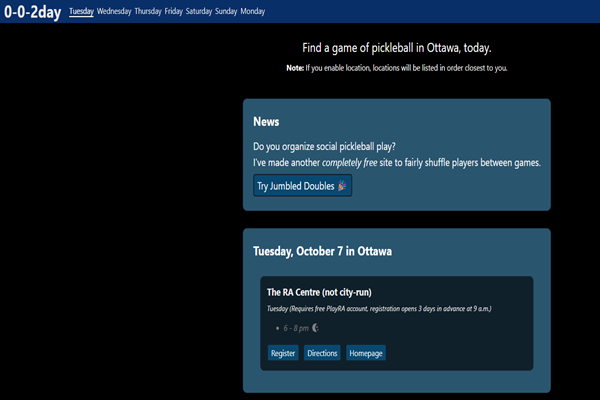 0-0-2day
Tuesday Wednesday Thursday Friday Saturday Sunday Monday
Find a game of pickleball in Ottawa, today.
Note: If you enable location, locations will be listed in order closest to you.
News
Do you organize social pickleball play?
I've made another completely free site to fairly shuffle players between games.
Try Jumbled Doubles 🎉
Tuesday, October 7 in Ottawa
The RA Centre (not city-run)
Tuesday (Requires free PlayRA account, registration opens 3 days in advance at 9 a.m.)
• 6 - 8 pm
Register Directions Homepage